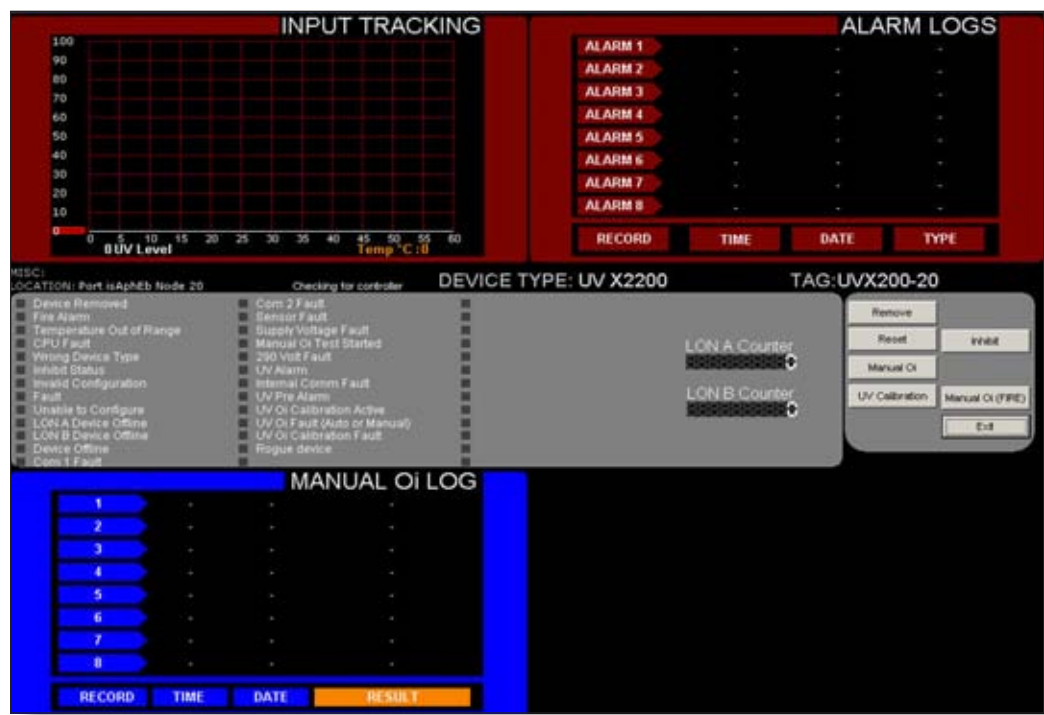 INPUT TRACKING
100
90
80
70
60
50
40
30
20
10
0
0 5 10 15 20 25 30 35 40 45 50 55 60
0 UV Level Temp °C :0
ALARM LOGS
ALARM 1 - - -
ALARM 2 - - -
ALARM 3 - - -
ALARM 4 - - -
ALARM 5 - - -
ALARM 6 - - -
ALARM 7 - - -
ALARM 8 - - -
RECORD TIME DATE TYPE
MISC:
LOCATION: Port isAphEb Node 20 Checking for controller DEVICE TYPE: UV X2200 TAG:UVX200-20
Device Removed
Fire Alarm
Temperature Out of Range
CPU Fault
Wrong Device Type
Inhibit Status
Invalid Configuration
Fault
Unable to Configure
LON A Device Offline
LON B Device Offline
Device Offline
Com 1 Fault
Com 2 Fault
Sensor Fault
Supply Voltage Fault
Manual Oi Test Started
290 Volt Fault
UV Alarm
Internal Comm Fault
UV Pre Alarm
UV Oi Calibration Active
UV Oi Fault (Auto or Manual)
UV Oi Calibration Fault
Rogue device
LON A Counter
LON B Counter
Remove
Reset Inhibit
Manual Oi
UV Calibration Manual Oi (FIRE)
Exit
MANUAL Oi LOG
1 - - -
2 - - -
3 - - -
4 - - -
5 - - -
6 - - -
7 - - -
8 - - -
RECORD TIME DATE RESULT